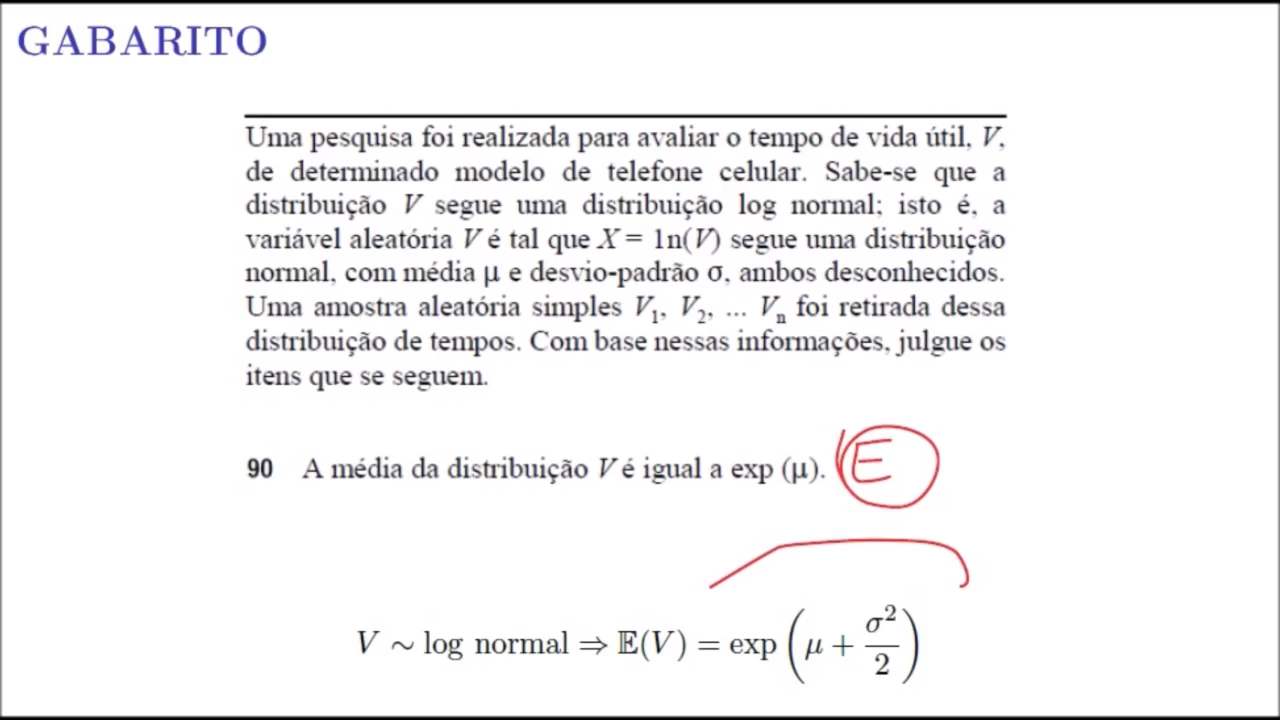 GABARITO
Uma pesquisa foi realizada para avaliar o tempo de vida útil, V,
de determinado modelo de telefone celular. Sabe-se que a
distribuição V segue uma distribuição log normal; isto é, a
variável aleatória V é tal que X = ln(V) segue uma distribuição
normal, com média μ e desvio-padrão σ, ambos desconhecidos.
Uma amostra aleatória simples V₁, V₂, ... Vₙ foi retirada dessa
distribuição de tempos. Com base nessas informações, julgue os
itens que se seguem.
90 A média da distribuição V é igual a exp (μ). E
V ∼ log normal ⇒ 𝔼(V) = exp(μ + σ²/2)